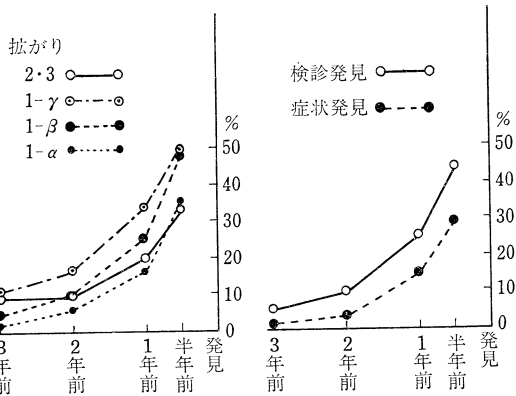 拡がり
2・3
1-γ
1-β
1-α
%
50
40
30
20
10
0
3年前
2年前
1年前
半年前
発見
検診発見
症状発見
%
50
40
30
20
10
0
3年前
2年前
1年前
半年前
発見